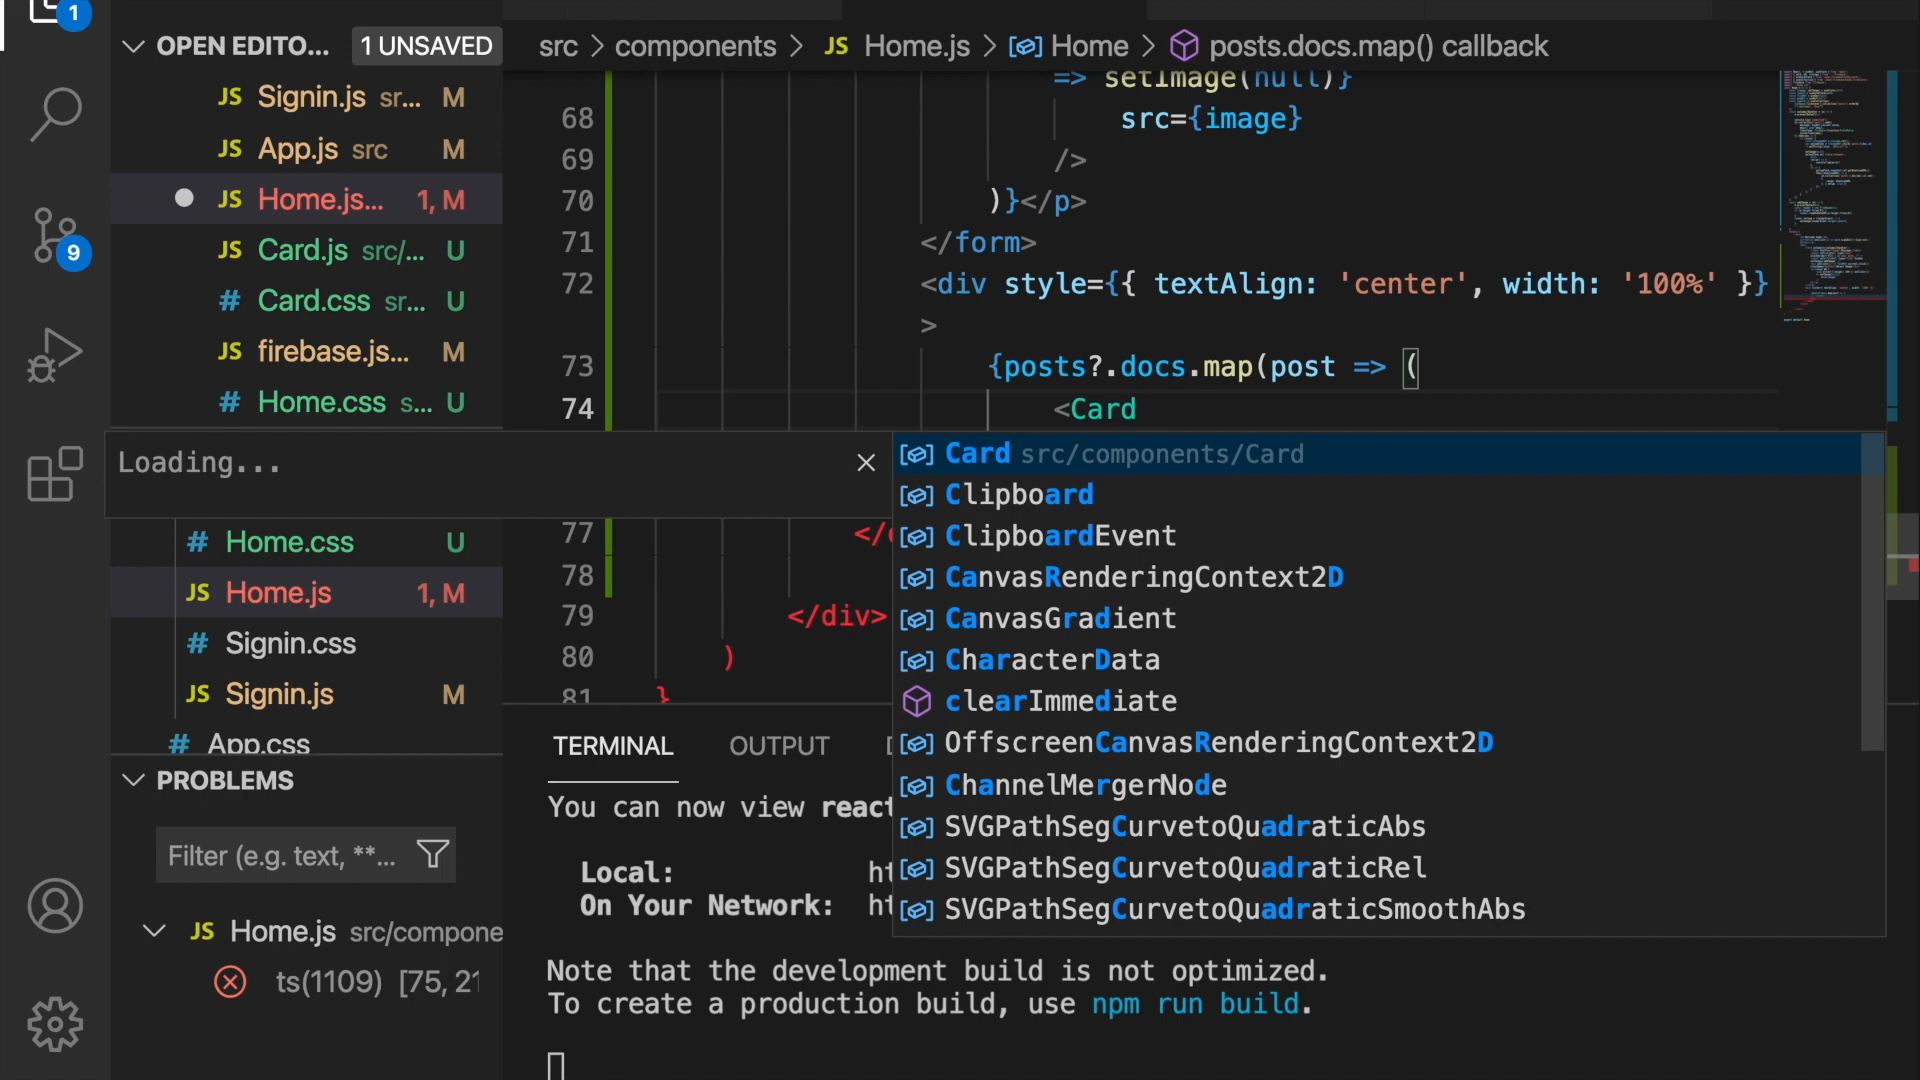 1
OPEN EDITO... 1 UNSAVED
JS Signin.js sr... M
JS App.js src M
JS Home.js... 1, M
JS Card.js src/... U
# Card.css sr... U
JS firebase.js... M
# Home.css s... U
9
Loading...
# Home.css U
JS Home.js 1, M
# Signin.css
JS Signin.js M
# App.css
PROBLEMS
Filter (e.g. text, **...
JS Home.js src/compone
ts(1109) [75, 21
src > components > JS Home.js > Home > posts.docs.map() callback
=> setImage(null)}
68 src={image}
69 />
70 )}</p>
71 </form>
72 <div style={{ textAlign: 'center', width: '100%' }}
>
73 {posts?.docs.map(post => (
74 <Card
77 </
78
79 </div>
80 )
81 }
Card src/components/Card
Clipboard
ClipboardEvent
CanvasRenderingContext2D
CanvasGradient
CharacterData
clearImmediate
OffscreenCanvasRenderingContext2D
ChannelMergerNode
SVGPathSegCurvetoQuadraticAbs
SVGPathSegCurvetoQuadraticRel
SVGPathSegCurvetoQuadraticSmoothAbs
TERMINAL OUTPUT
You can now view react
Local: ht
On Your Network: ht
Note that the development build is not optimized.
To create a production build, use npm run build.